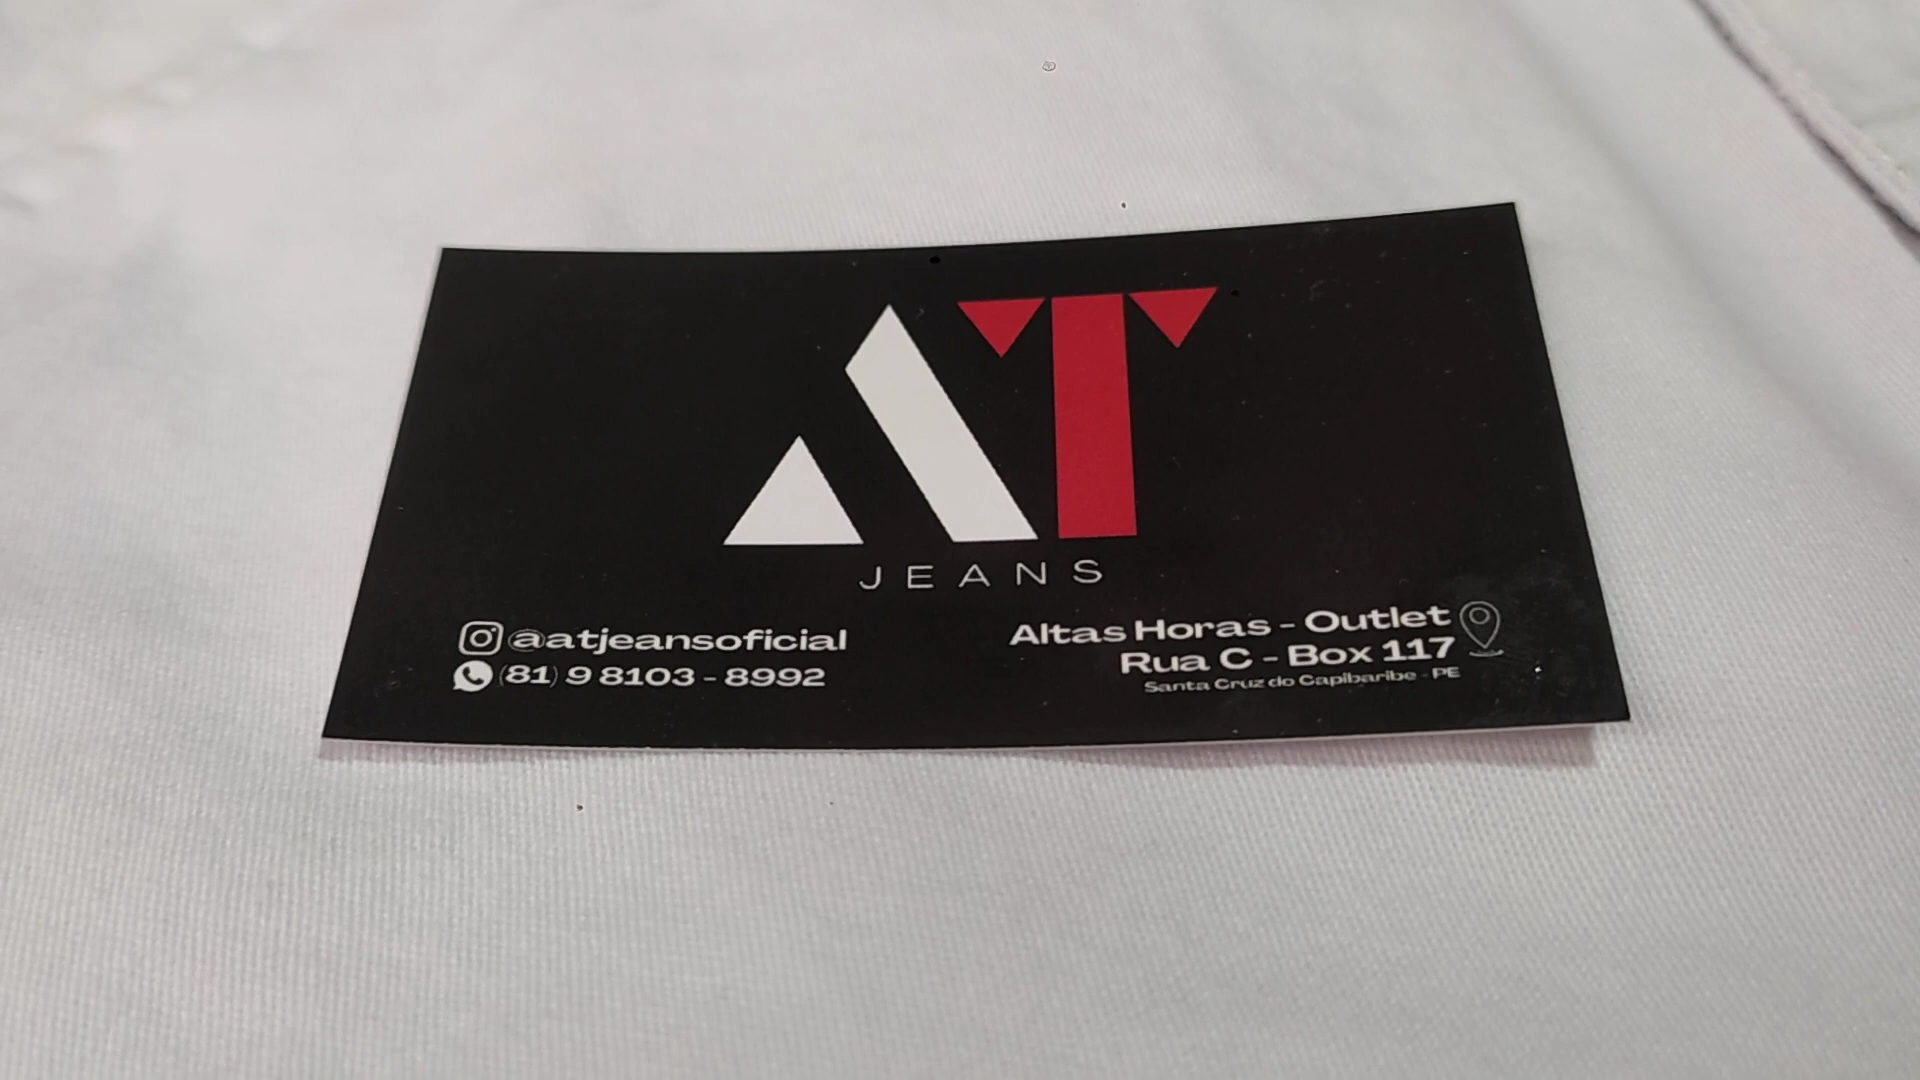 AT
JEANS
@atjeansoficial
(81) 9 8103 - 8992
Altas Horas - Outlet
Rua C - Box 117
Santa Cruz do Capibaribe - PE